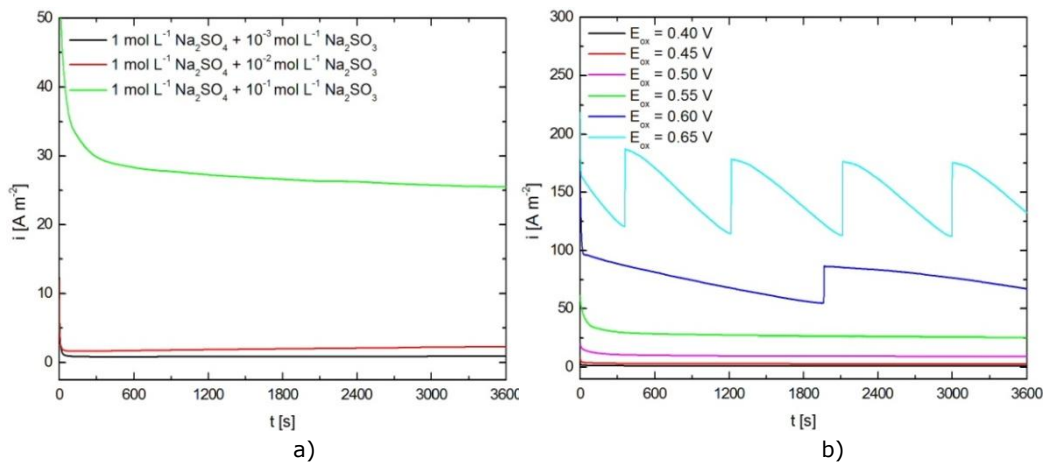 50
40
30
20
10
0
i [A m⁻²]
1 mol L⁻¹ Na₂SO₄ + 10⁻³ mol L⁻¹ Na₂SO₃
1 mol L⁻¹ Na₂SO₄ + 10⁻² mol L⁻¹ Na₂SO₃
1 mol L⁻¹ Na₂SO₄ + 10⁻¹ mol L⁻¹ Na₂SO₃
0 600 1200 1800 2400 3000 3600
t [s]
a)
300
250
200
150
100
50
0
i [A m⁻²]
Eₒₓ = 0.40 V
Eₒₓ = 0.45 V
Eₒₓ = 0.50 V
Eₒₓ = 0.55 V
Eₒₓ = 0.60 V
Eₒₓ = 0.65 V
0 600 1200 1800 2400 3000 3600
t [s]
b)